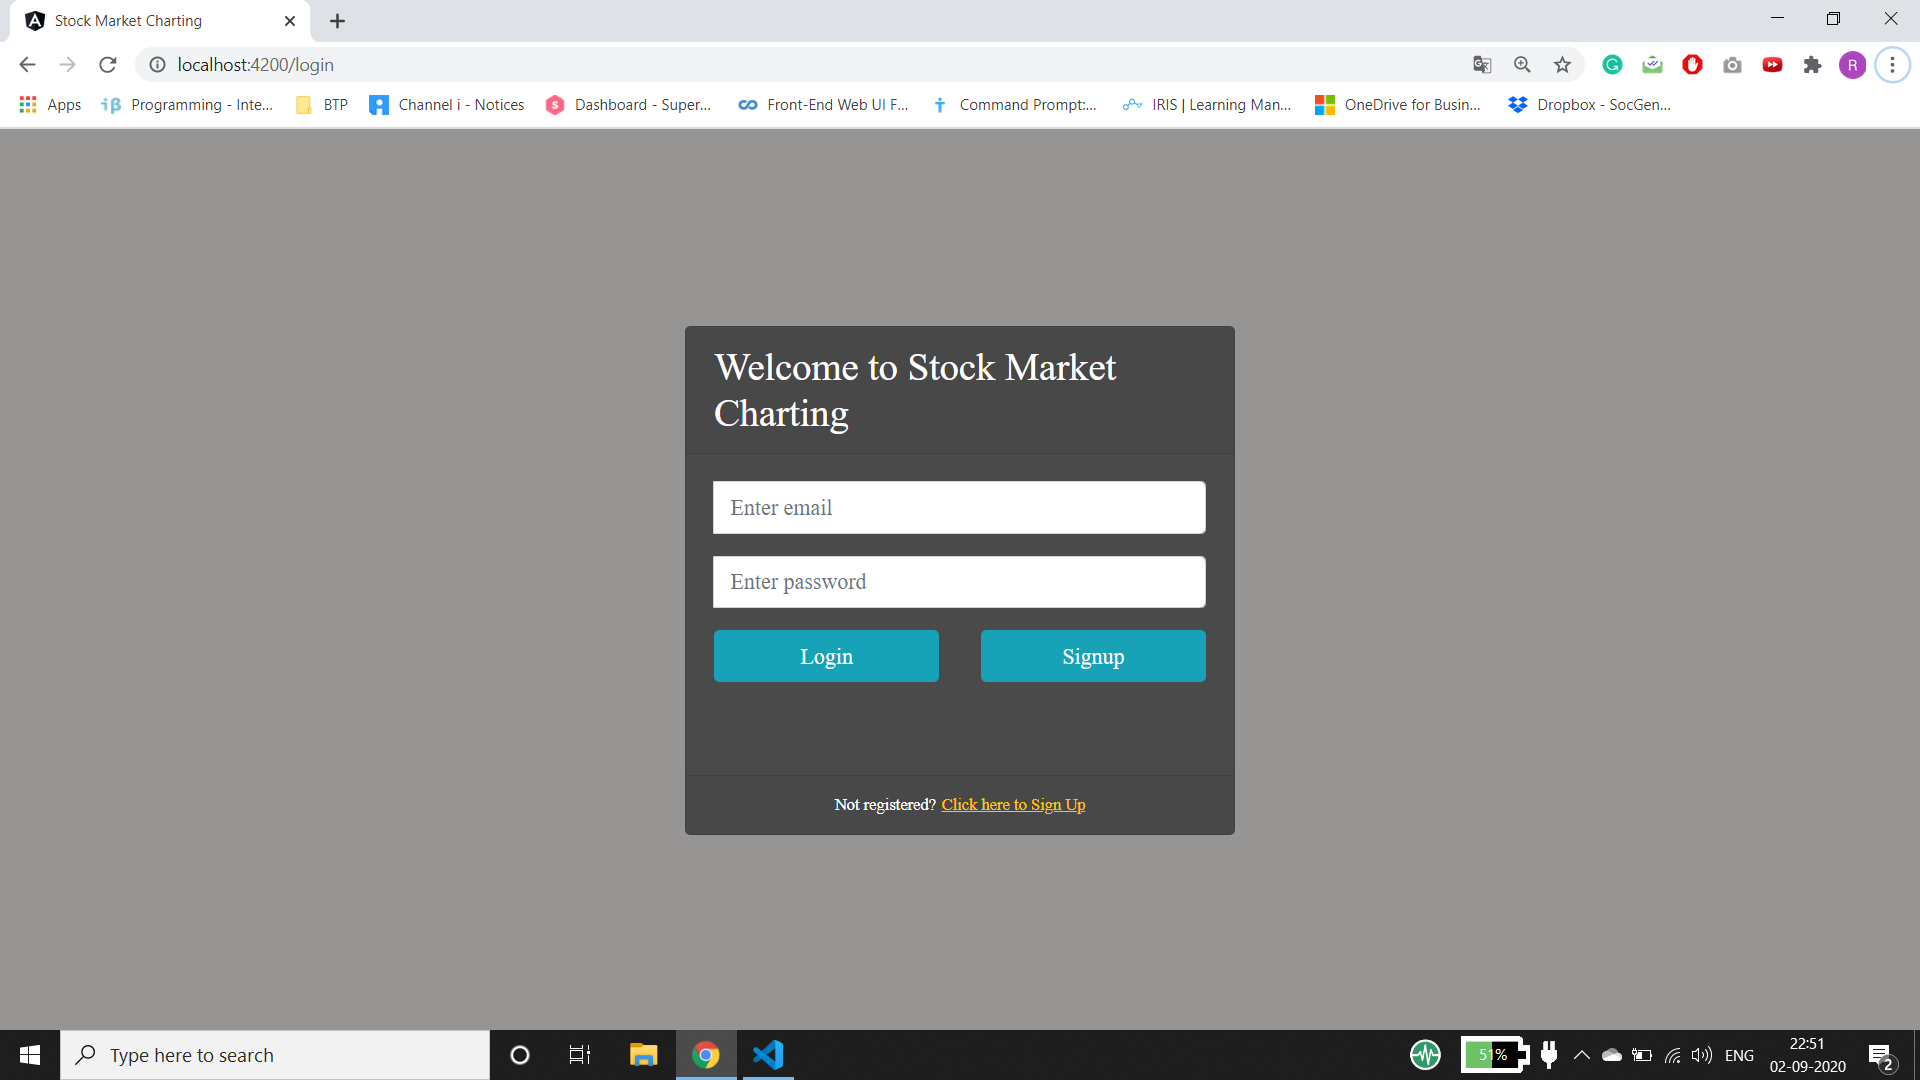 Stock Market Charting
localhost:4200/login
R
Apps
Programming - Inte...
BTP
Channel i - Notices
Dashboard - Super...
Front-End Web UI F...
Command Prompt:...
IRIS | Learning Man...
OneDrive for Busin...
Dropbox - SocGen...
Welcome to Stock Market
Charting
Enter email
Enter password
Login
Signup
Not registered? Click here to Sign Up
Type here to search
51%
ENG
22:51
02-09-2020
2